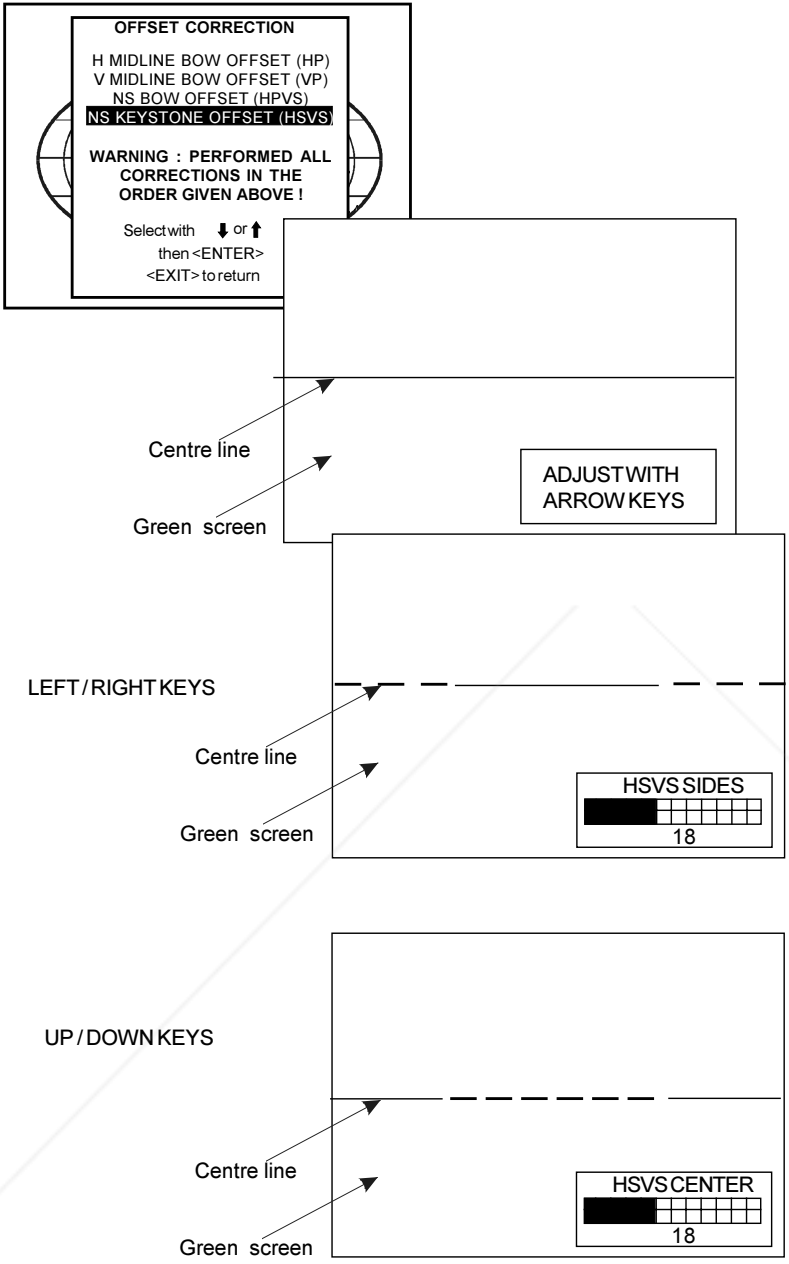 OFFSET CORRECTION
H MIDLINE BOW OFFSET (HP)
V MIDLINE BOW OFFSET (VP)
NS BOW OFFSET (HPVS)
NS KEYSTONE OFFSET (HSVS)
WARNING : PERFORMED ALL
CORRECTIONS IN THE
ORDER GIVEN ABOVE !
Select with ⬇ or ⬆
then <ENTER>
<EXIT> to return
Centre line
Green screen
ADJUST WITH
ARROW KEYS
LEFT / RIGHT KEYS
Centre line
Green screen
HSVS SIDES
18
UP / DOWN KEYS
Centre line
Green screen
HSVS CENTER
18